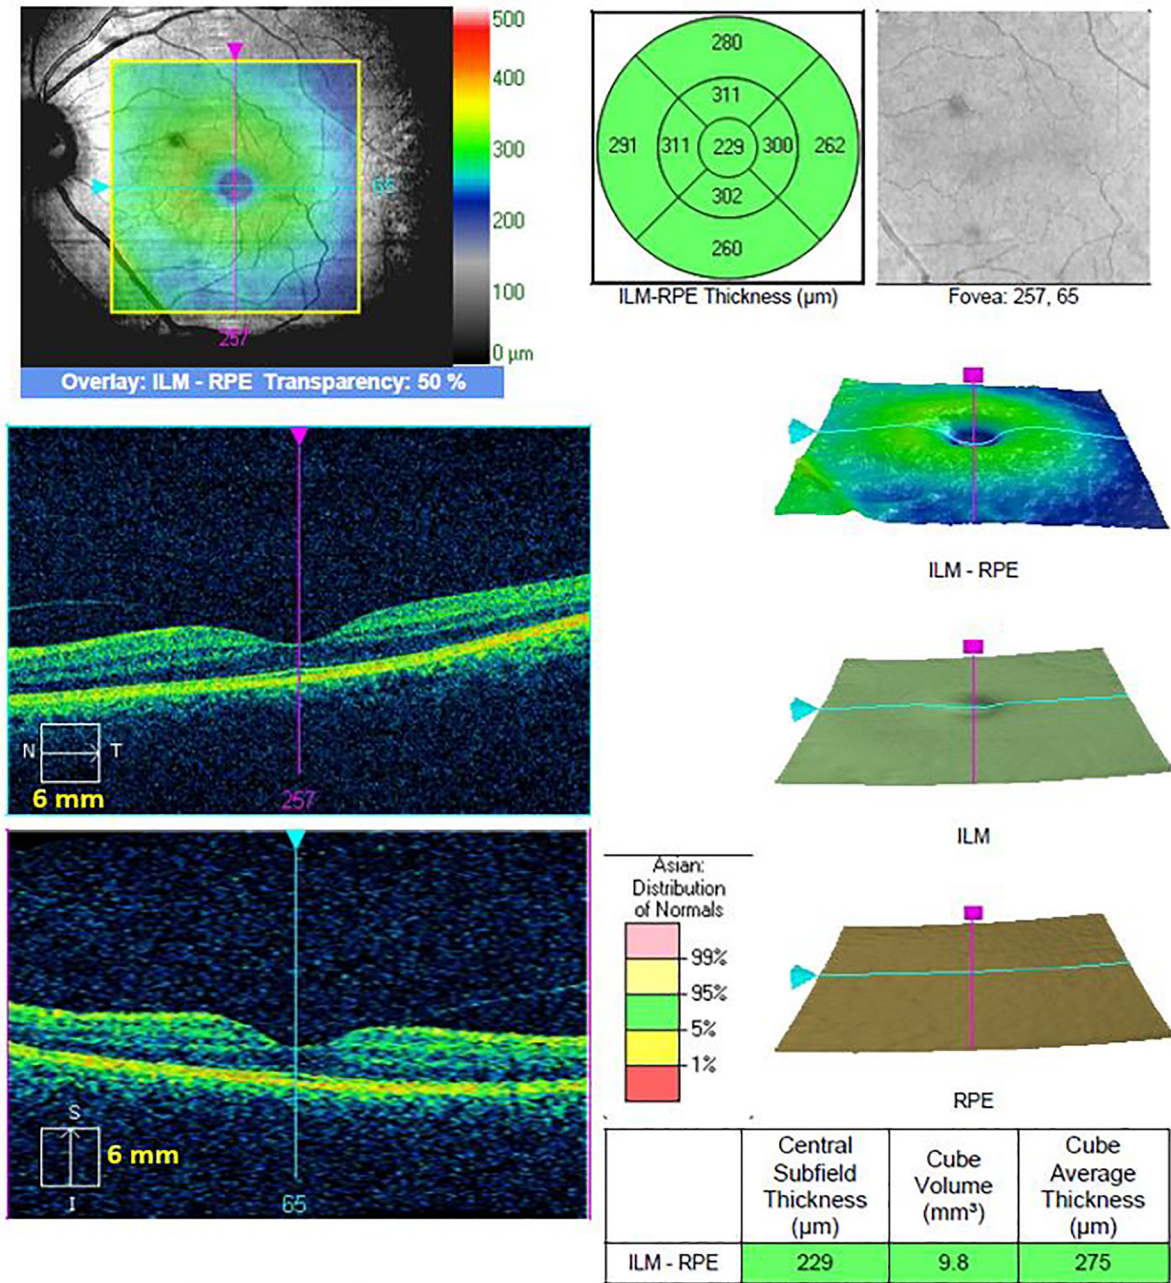 500
400
300
200
100
0 µm
65
257
Overlay: ILM - RPE Transparency: 50 %
280
311
291 311 229 300 262
302
260
ILM-RPE Thickness (µm)
Fovea: 257, 65
ILM - RPE
N T
6 mm
257
ILM
Asian:
Distribution
of Normals
99%
95%
5%
1%
RPE
S
6 mm
I
65
Central
Subfield
Thickness
(µm)
Cube
Volume
(mm³)
Cube
Average
Thickness
(µm)
ILM - RPE 229 9.8 275